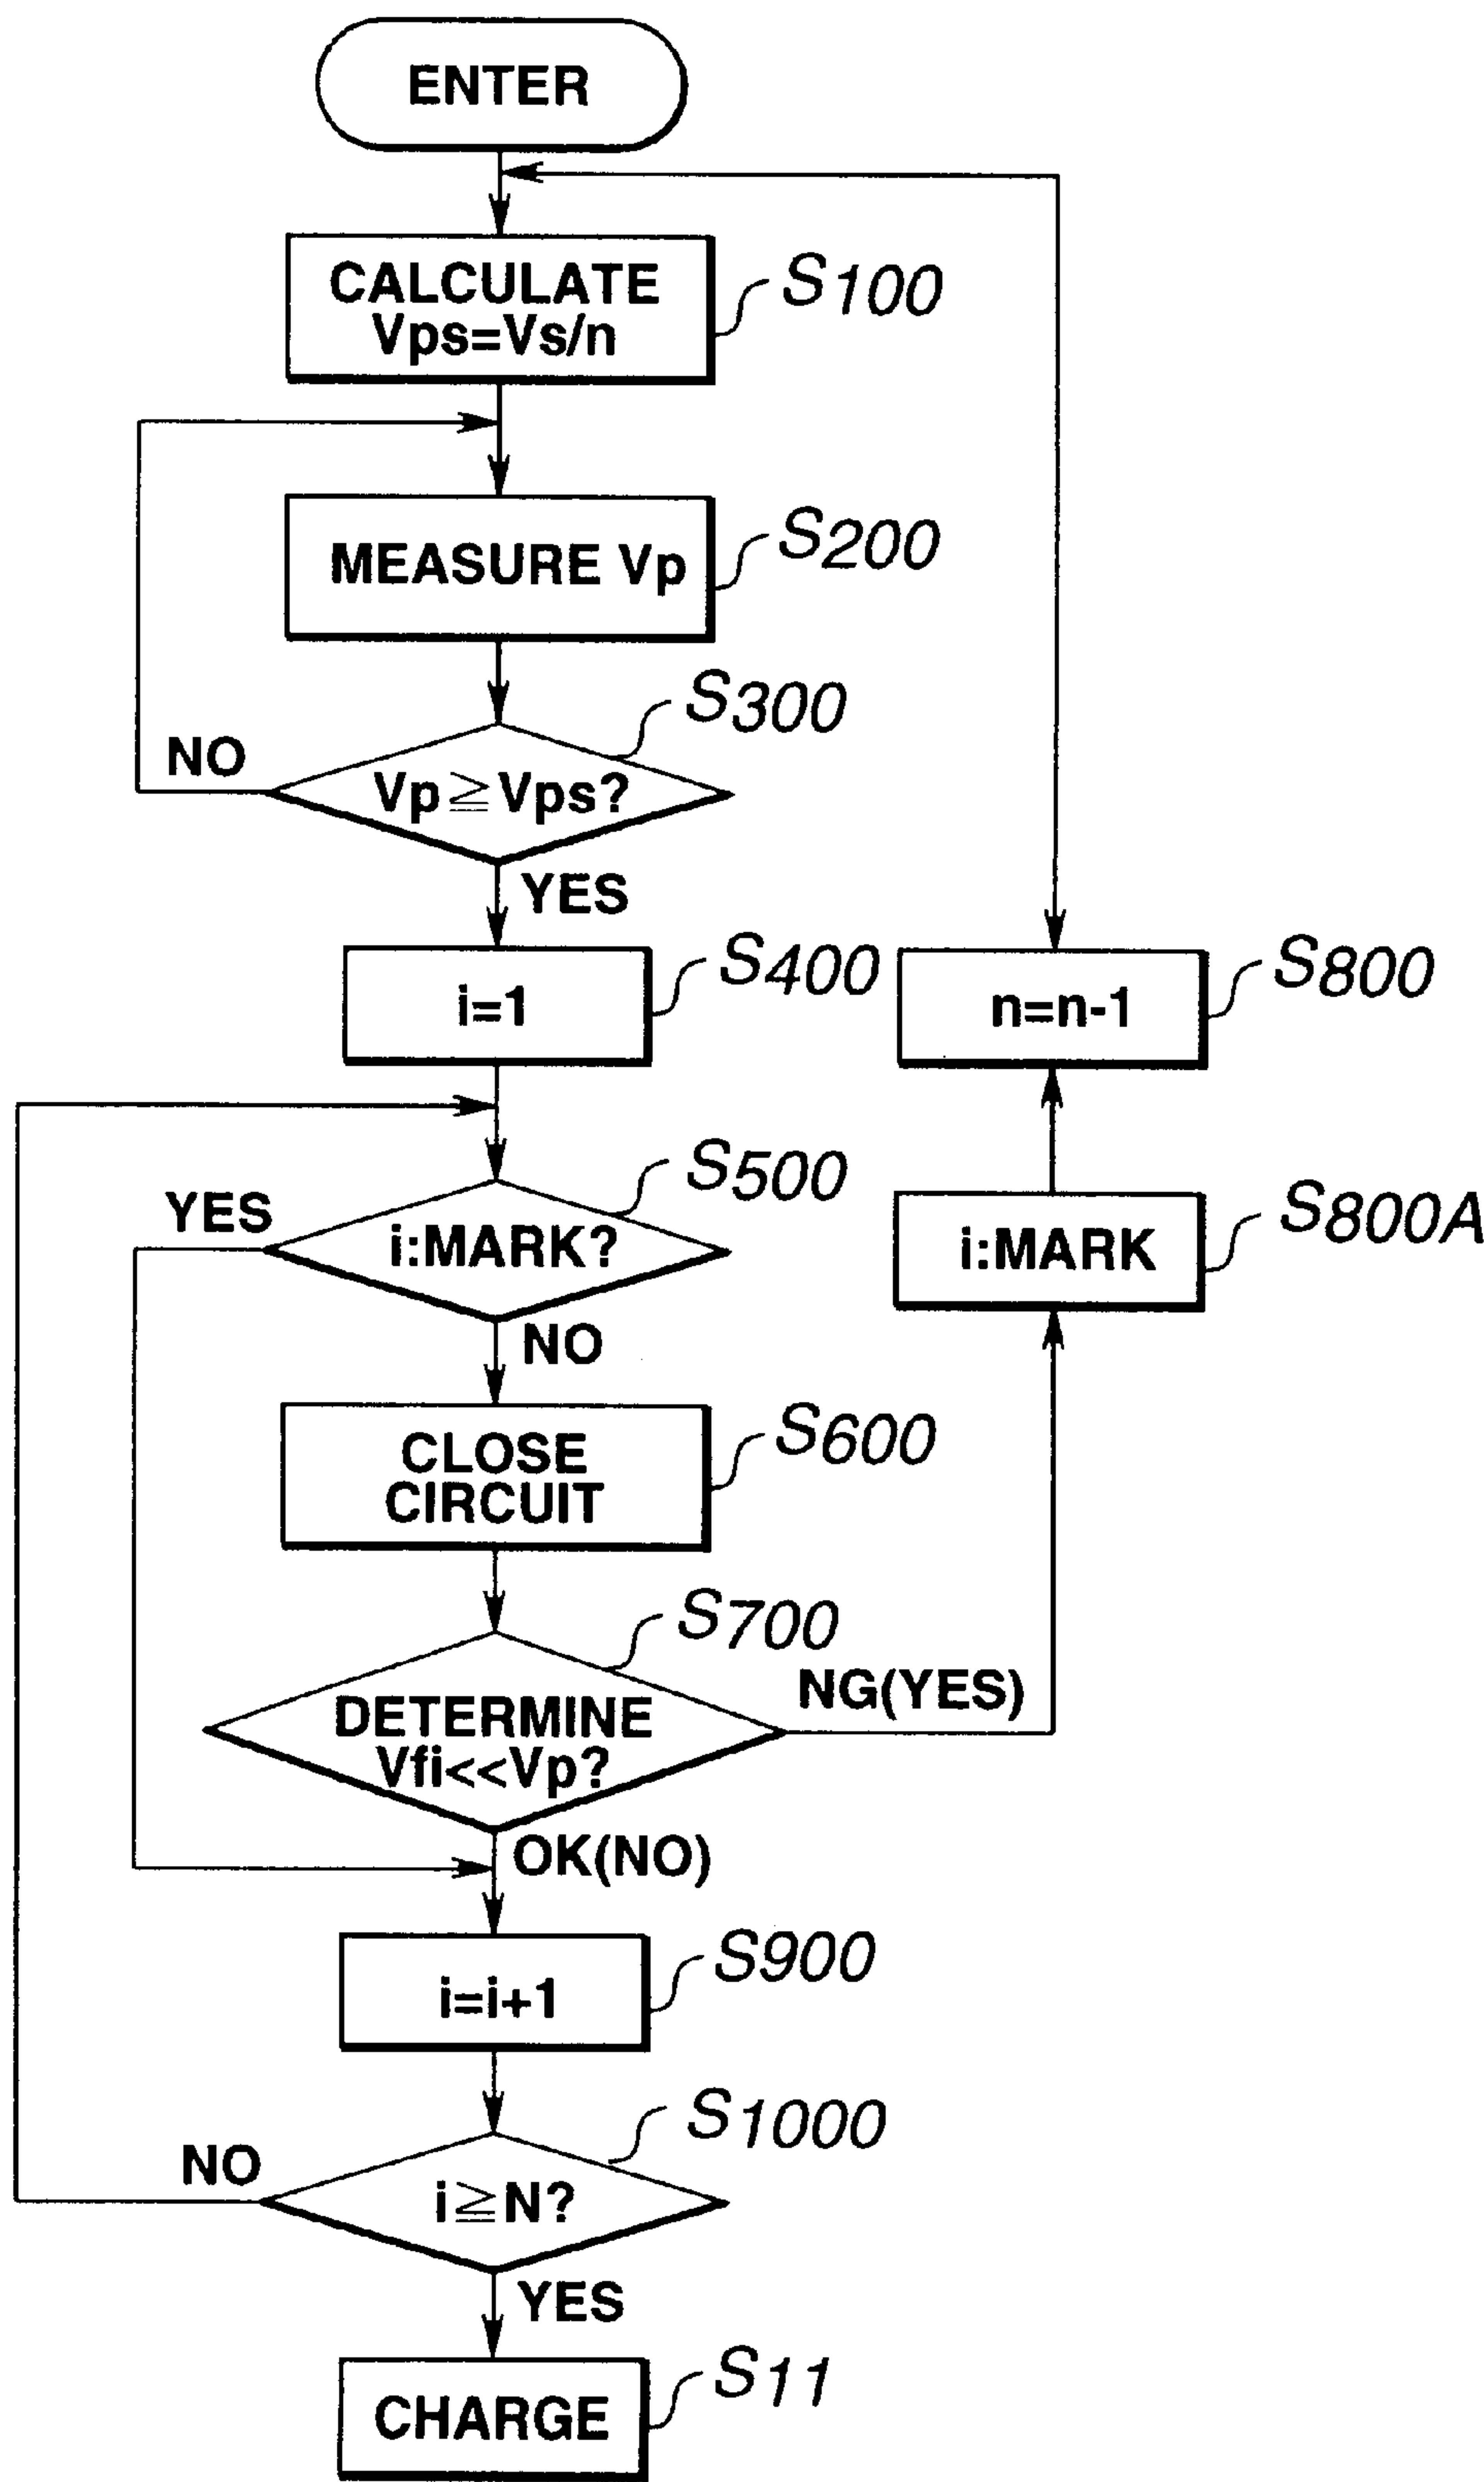 ENTER
CALCULATE
Vps=Vs/n
S100
MEASURE Vp
S200
S300
NO
Vp≧Vps?
YES
i=1
S400
n=n-1
S800
S500
YES
i:MARK?
i:MARK
S800A
NO
CLOSE
CIRCUIT
S600
S700
NG(YES)
DETERMINE
Vfi<<Vp?
OK(NO)
i=i+1
S900
S1000
NO
i≧N?
YES
CHARGE
S11